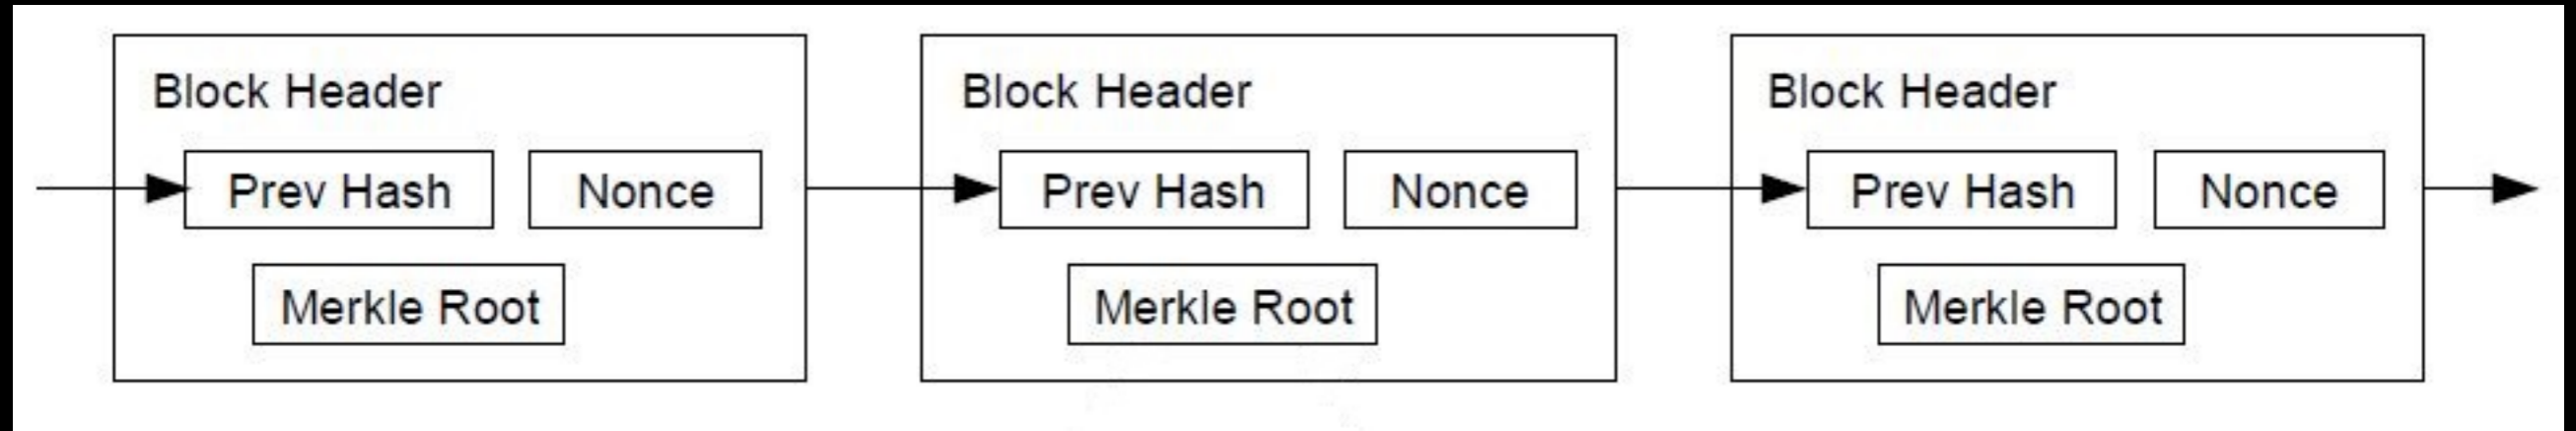 Block Header
Prev Hash
Nonce
Merkle Root
Block Header
Prev Hash
Nonce
Merkle Root
Block Header
Prev Hash
Nonce
Merkle Root